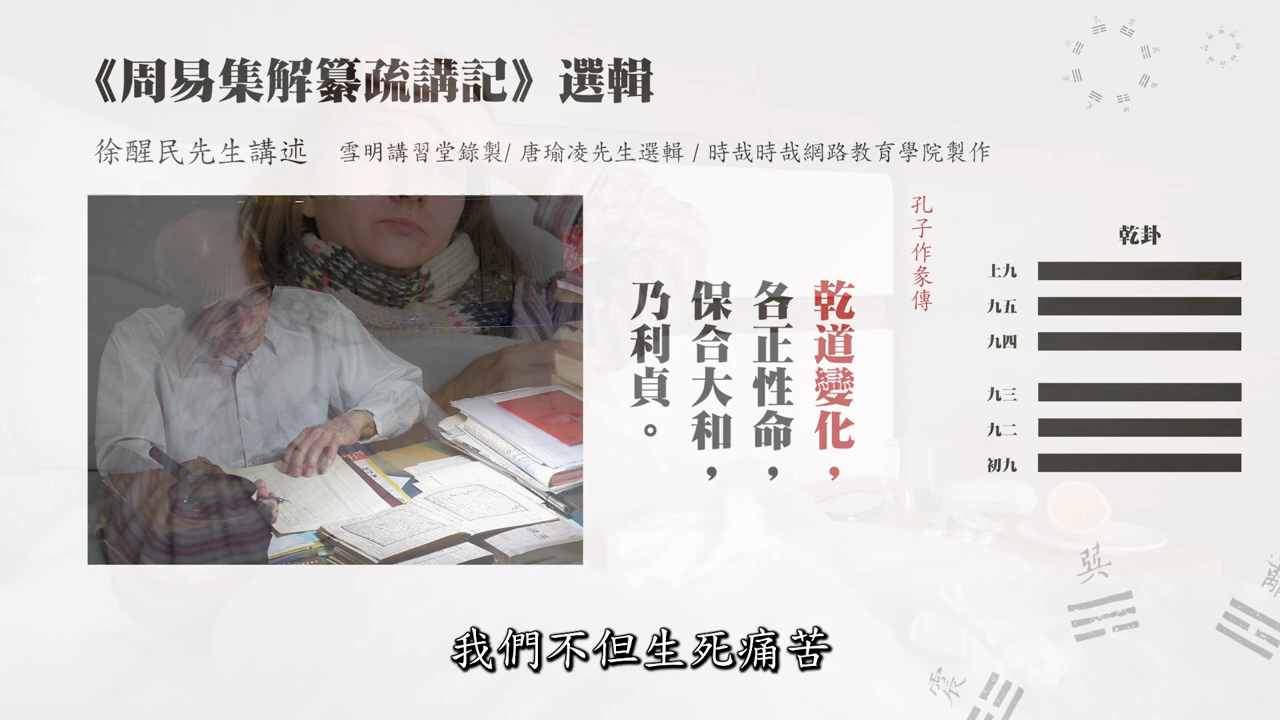 《周易集解纂疏講記》選輯
徐醒民先生講述 雪明講習堂錄製/ 唐瑜凌先生選輯 / 時哉時哉網路教育學院製作
孔子作彖傳
乾道變化，
各正性命，
保合大和，
乃利貞。
乾卦
上九
九五
九四
九三
九二
初九
巽
震
我們不但生死痛苦